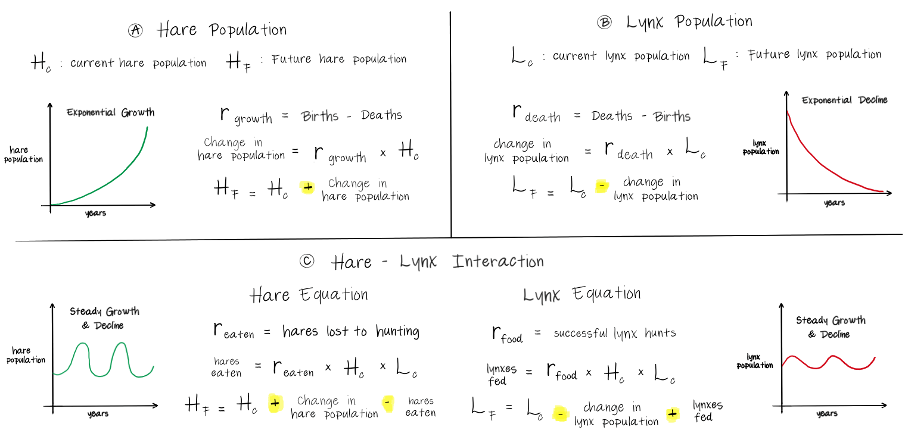 Ⓐ Hare Population
H_c : current hare population H_F : Future hare population
Exponential Growth
hare
population
years
r_growth = Births - Deaths
Change in
hare population = r_growth × H_c
H_F = H_c + Change in
hare population
Ⓑ Lynx Population
L_c : current lynx population L_F : Future lynx population
r_death = Deaths - Births
change in
lynx population = r_death × L_c
L_F = L_c - change in
lynx population
Exponential Decline
lynx
population
years
Ⓒ Hare - Lynx Interaction
Steady Growth
& Decline
hare
population
years
Hare Equation
r_eaten = hares lost to hunting
hares
eaten = r_eaten × H_c × L_c
H_F = H_c + Change in
hare population - hares
eaten
Lynx Equation
r_food = successful lynx hunts
lynxes
fed = r_food × H_c × L_c
L_F = L_c - change in
lynx population + lynxes
fed
Steady Growth
& Decline
lynx
population
years